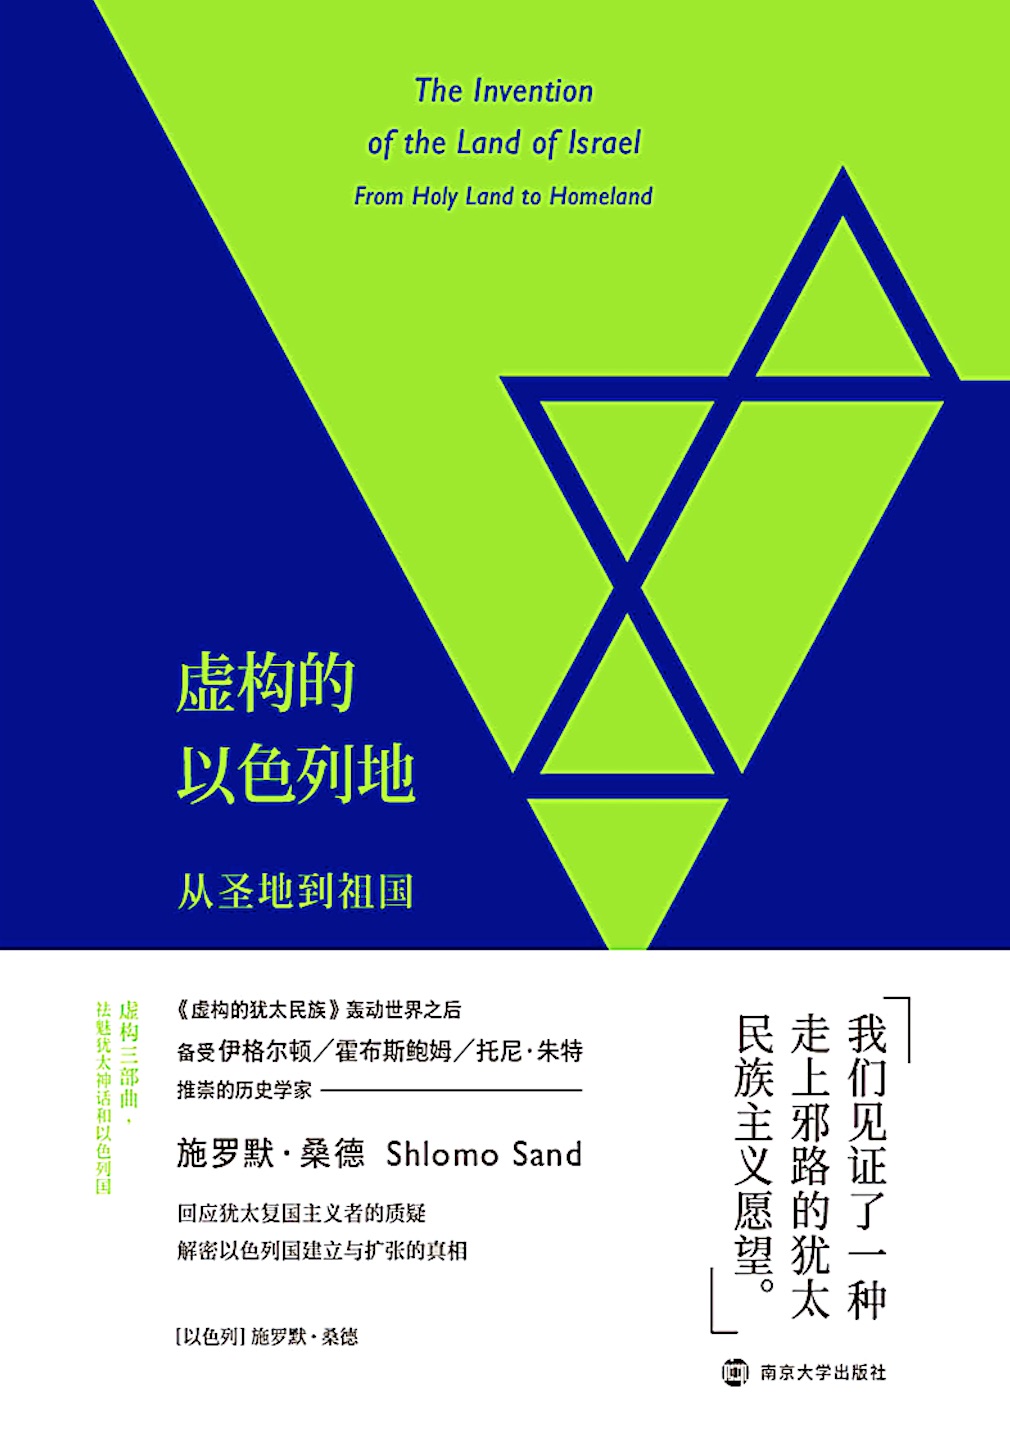 The Invention
of the Land of Israel
From Holy Land to Homeland
虚构的
以色列地
从圣地到祖国
虚构三部曲，
祛魅犹太神话和以色列国
《虚构的犹太民族》轰动世界之后
备受伊格尔顿／霍布斯鲍姆／托尼·朱特
推崇的历史学家
施罗默·桑德 Shlomo Sand
回应犹太复国主义者的质疑
解密以色列国建立与扩张的真相
[以色列] 施罗默·桑德
「我们见证了一种
走上邪路的犹太
民族主义愿望。」
南京大学出版社